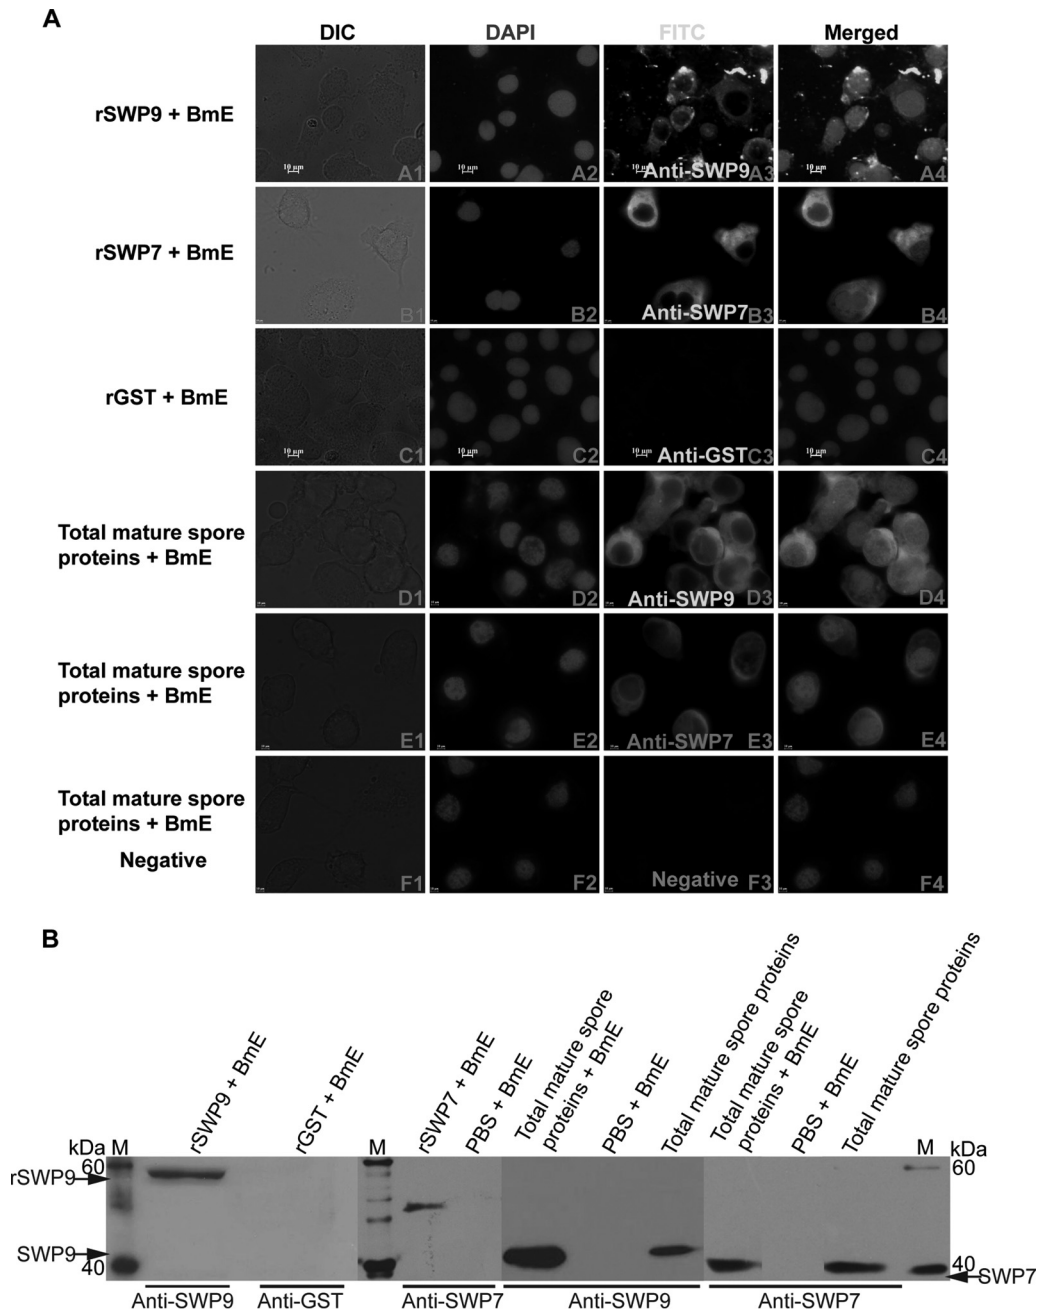 A
DIC DAPI FITC Merged
rSWP9 + BmE
10 µm A1 10 µm A2 10 µm Anti-SWP9 A3 10 µm A4
rSWP7 + BmE
B1 B2 Anti-SWP7 B3 B4
rGST + BmE
10 µm C1 10 µm C2 10 µm Anti-GST C3 10 µm C4
Total mature spore
proteins + BmE
D1 D2 Anti-SWP9 D3 D4
Total mature spore
proteins + BmE
E1 E2 Anti-SWP7 E3 E4
Total mature spore
proteins + BmE
Negative
F1 F2 Negative F3 F4
B
kDa
M
rSWP9 + BmE
rGST + BmE
M
rSWP7 + BmE
PBS + BmE
Total mature spore
proteins + BmE
PBS + BmE
Total mature spore proteins
Total mature spore
proteins + BmE
PBS + BmE
Total mature spore proteins
M
kDa
60 60
rSWP9
SWP9
40 40
SWP7
Anti-SWP9 Anti-GST Anti-SWP7 Anti-SWP9 Anti-SWP7